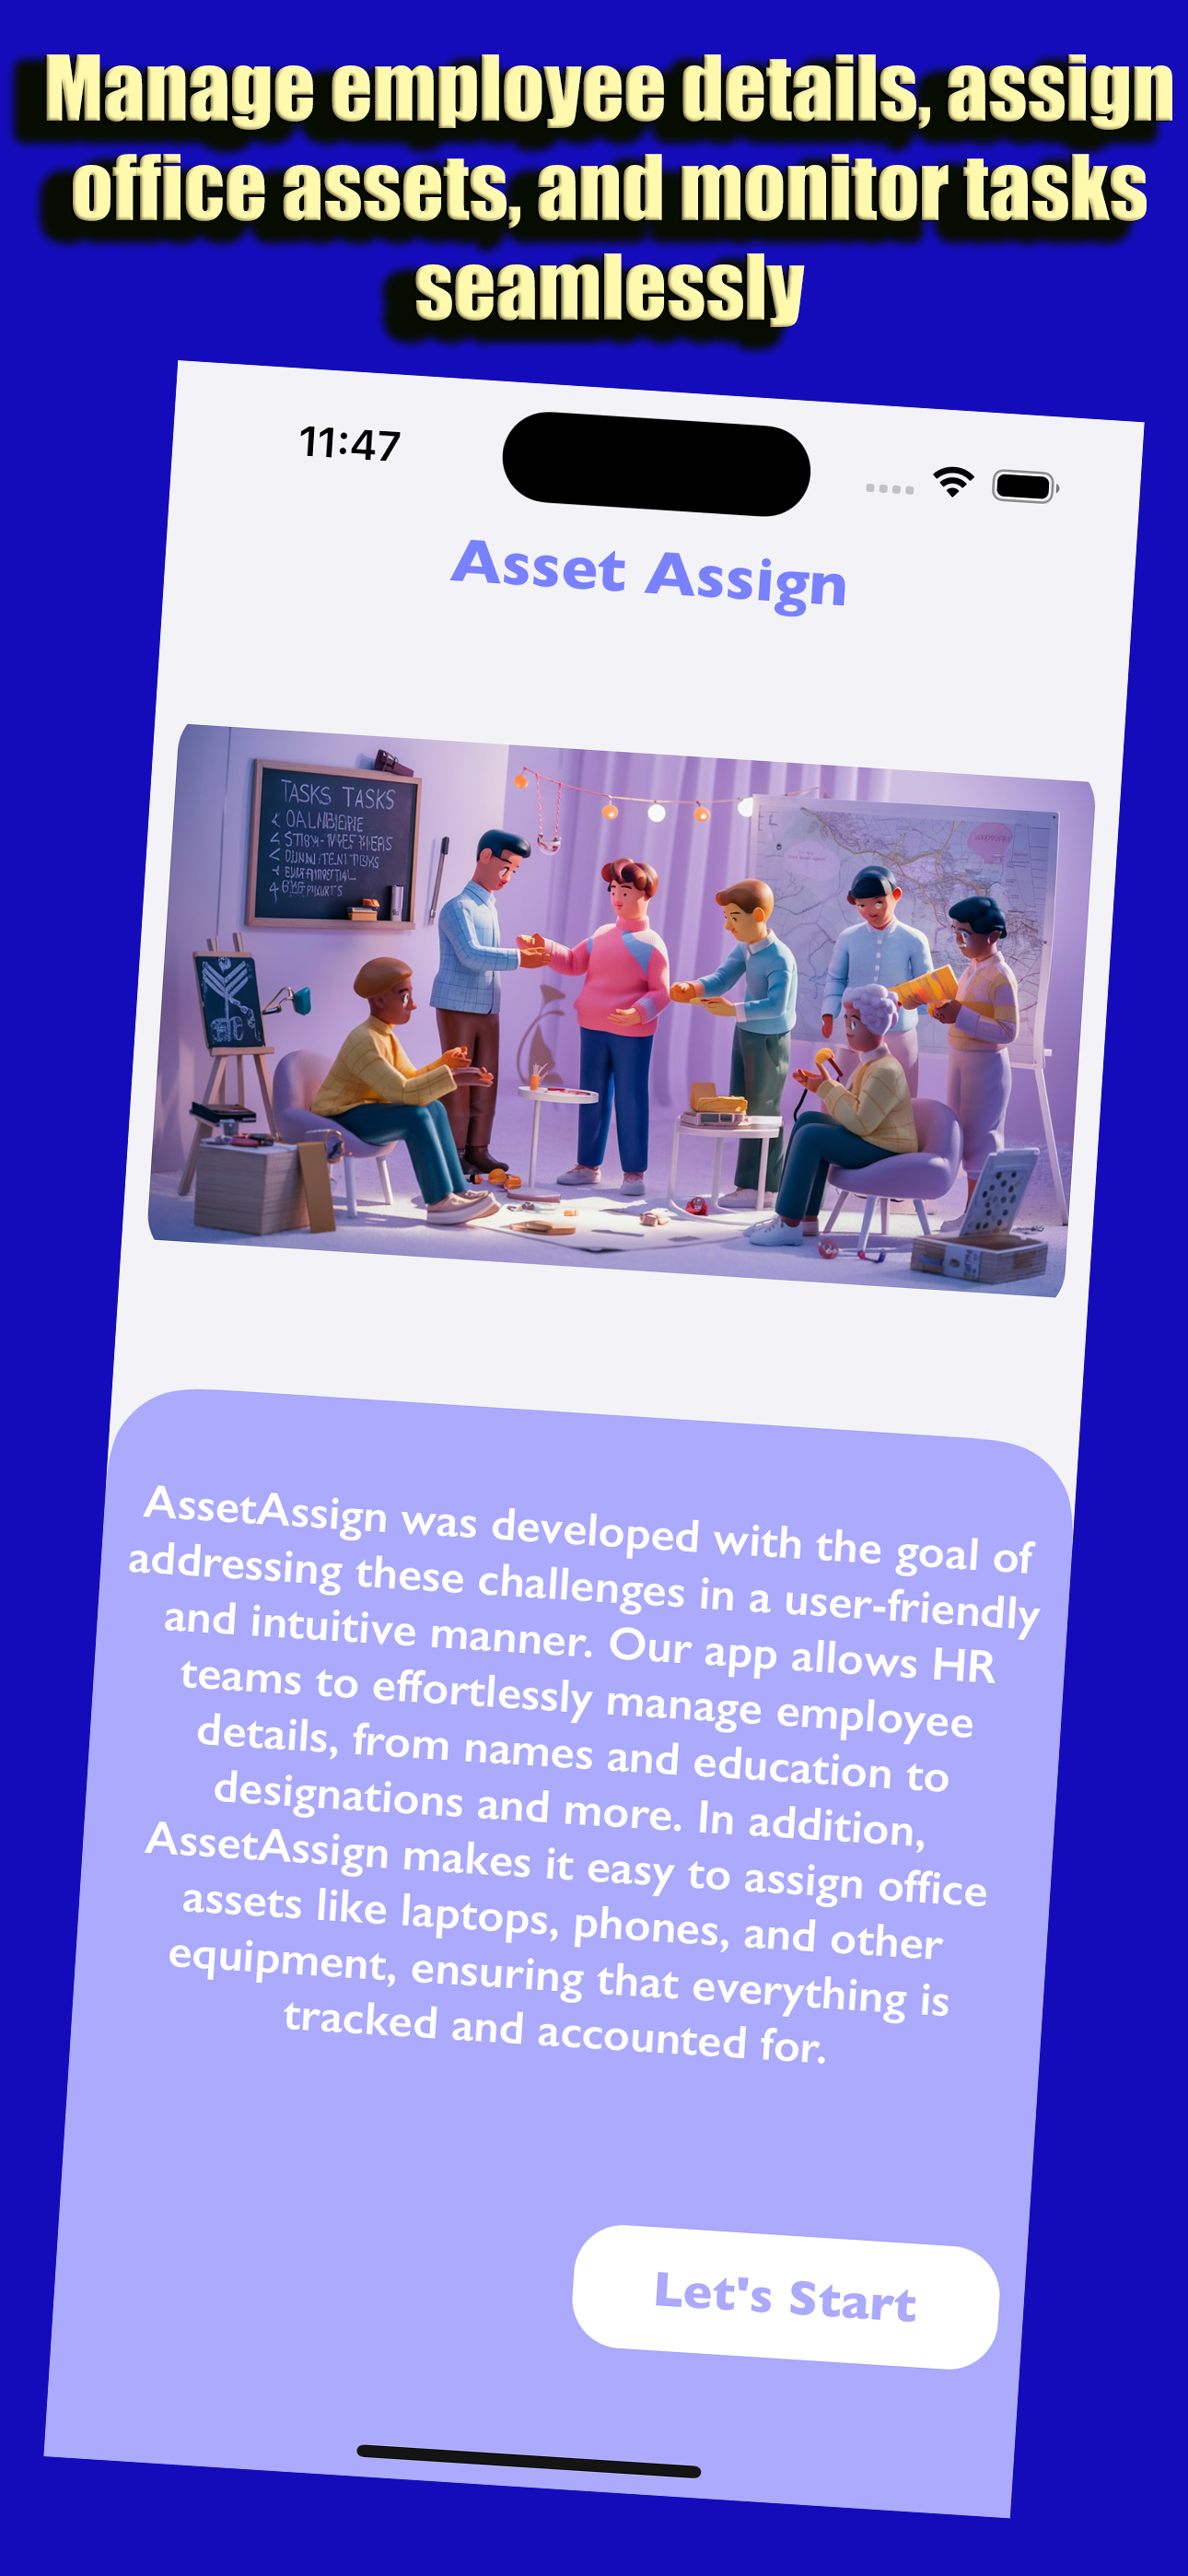 Manage employee details, assign
office assets, and monitor tasks
seamlessly
11:47
Asset Assign
TASKS TASKS
AssetAssign was developed with the goal of
addressing these challenges in a user-friendly
and intuitive manner. Our app allows HR
teams to effortlessly manage employee
details, from names and education to
designations and more. In addition,
AssetAssign makes it easy to assign office
assets like laptops, phones, and other
equipment, ensuring that everything is
tracked and accounted for.
Let's Start